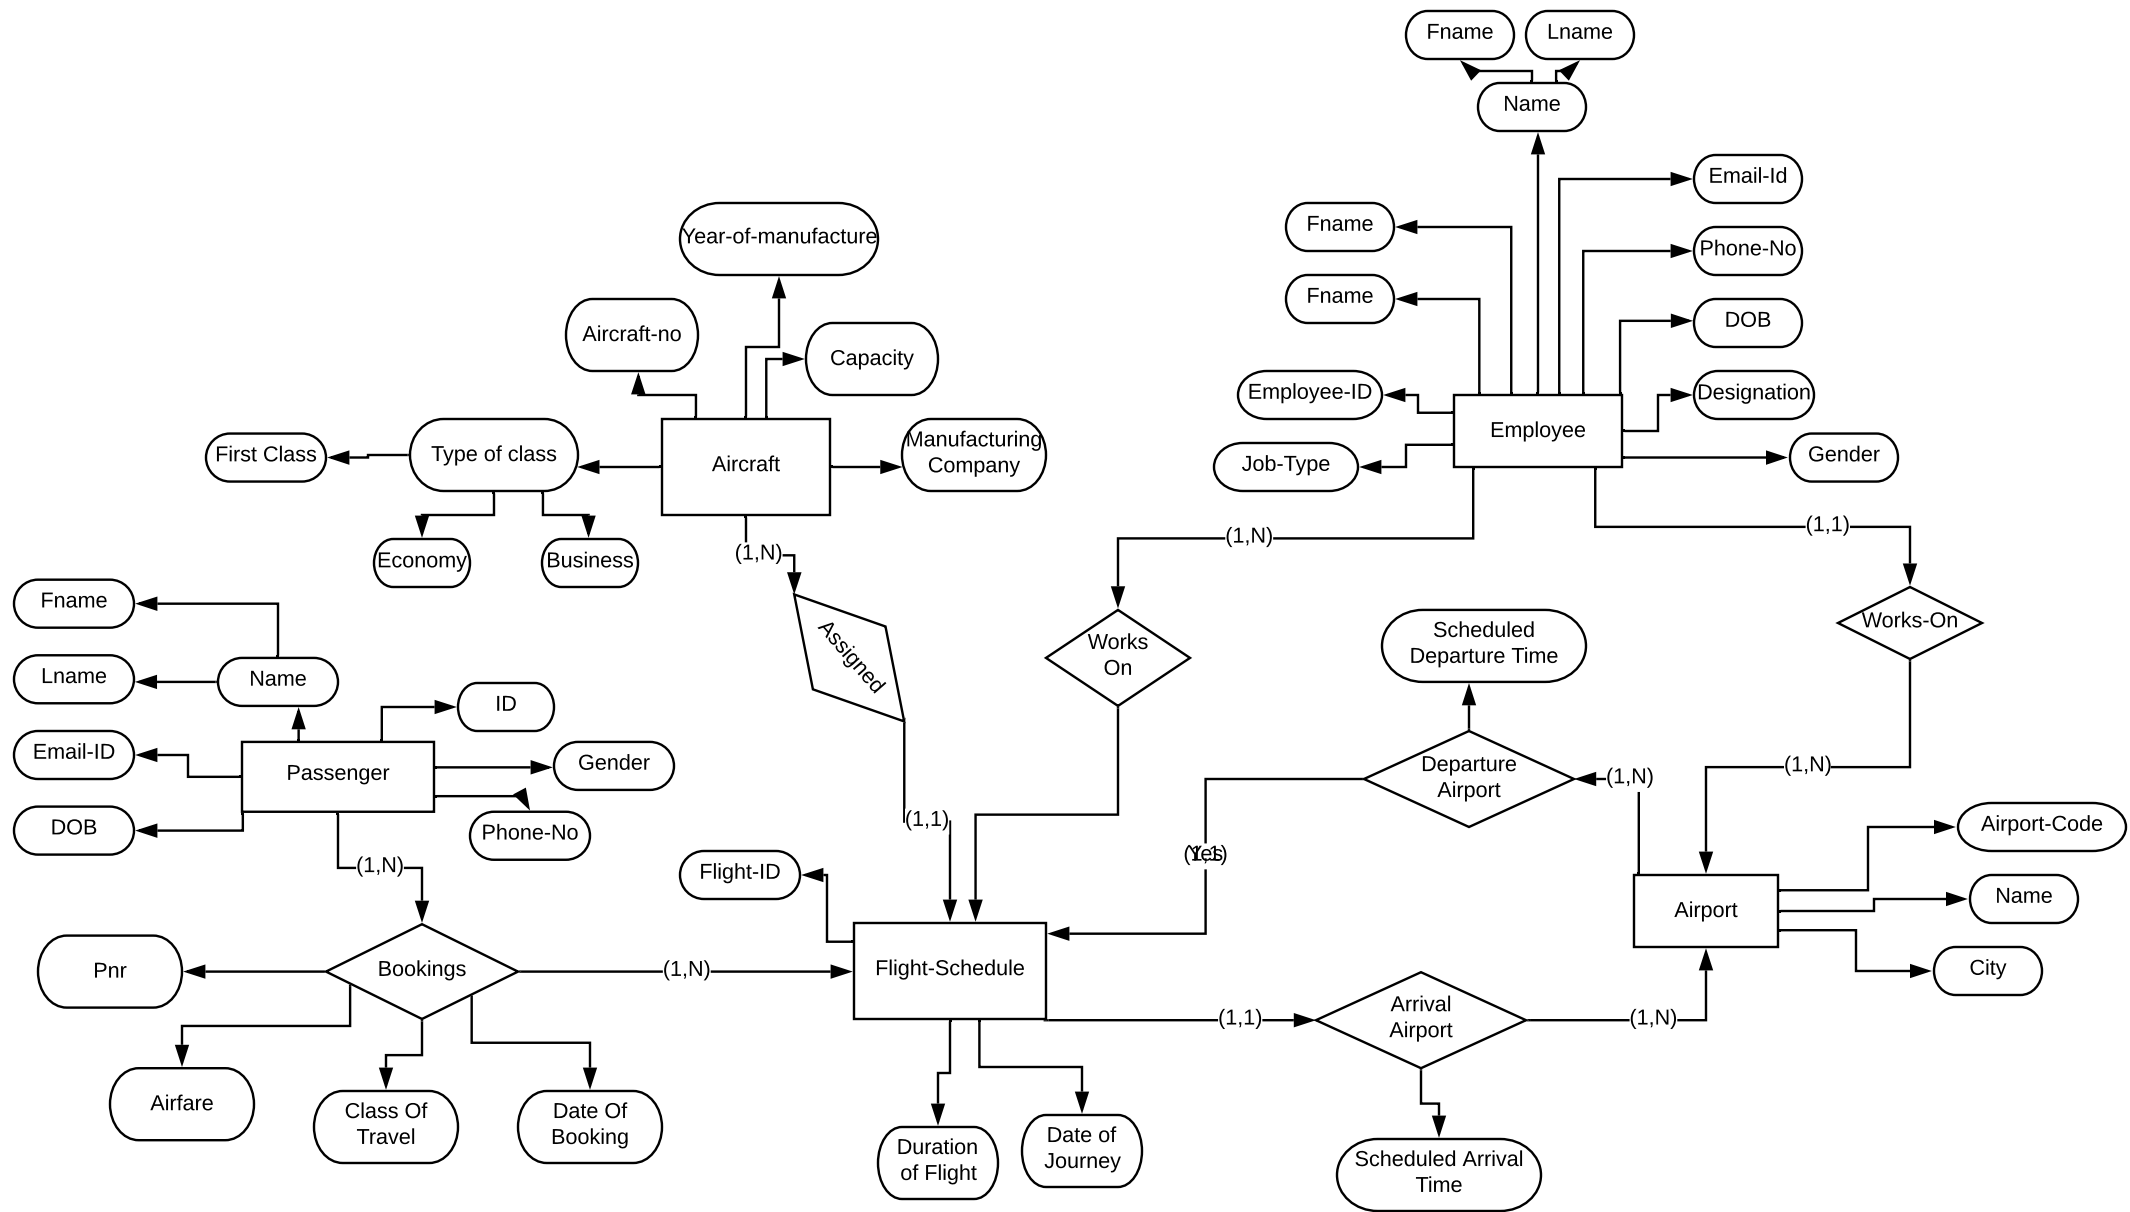 Fname
Lname
Name
Email-Id
Fname
Phone-No
Fname
DOB
Employee-ID
Designation
Employee
Job-Type
Gender
Year-of-manufacture
Aircraft-no
Capacity
First Class
Type of class
Aircraft
Manufacturing
Company
Economy
Business
(1,N)
(1,N)
(1,1)
Assigned
Works
On
Works-On
Scheduled
Departure Time
Fname
Lname
Name
ID
Email-ID
Passenger
Gender
DOB
Phone-No
(1,N)
(1,1)
Departure
Airport
(1,N)
(1,N)
Yes
(1,1)
Airport-Code
Name
Airport
City
Flight-ID
Pnr
Bookings
(1,N)
Flight-Schedule
(1,1)
Arrival
Airport
(1,N)
Airfare
Class Of
Travel
Date Of
Booking
Duration
of Flight
Date of
Journey
Scheduled Arrival
Time